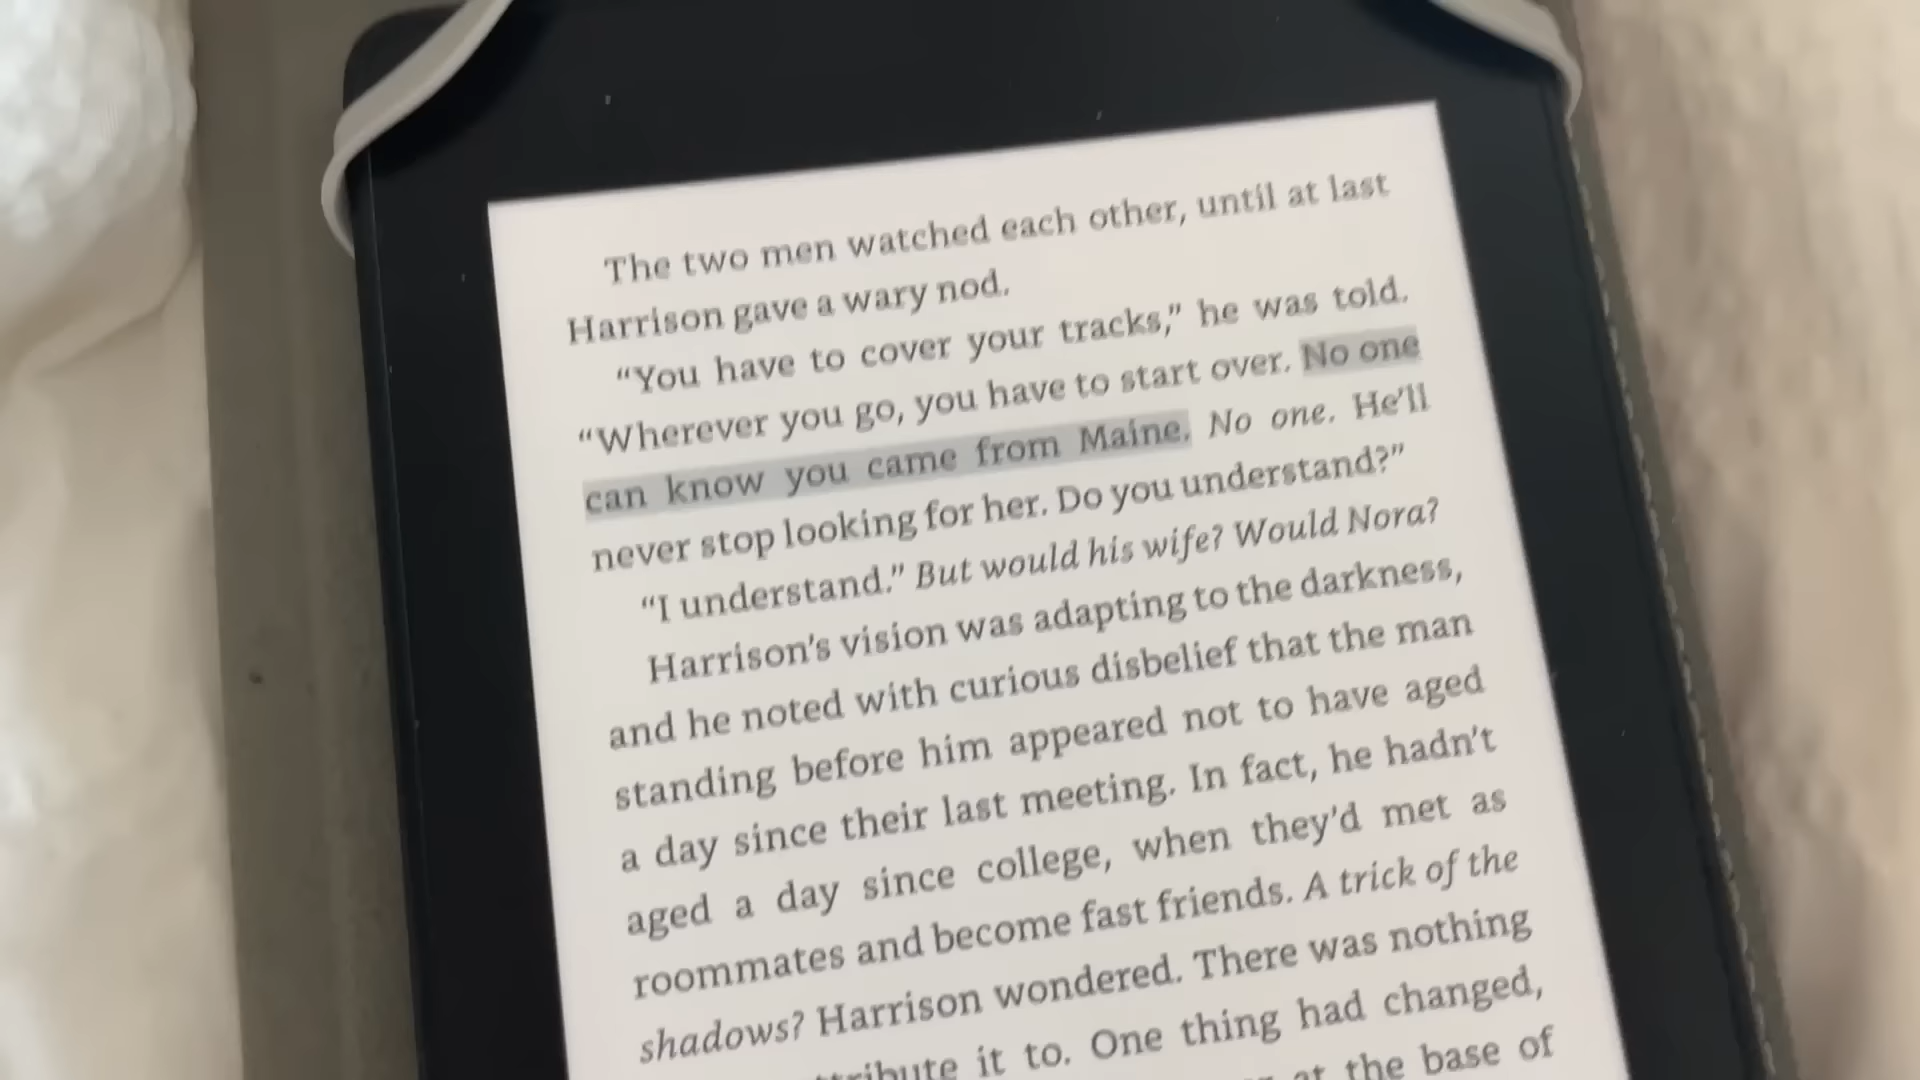 The two men watched each other, until at last
Harrison gave a wary nod.
“You have to cover your tracks,” he was told.
“Wherever you go, you have to start over. No one
can know you came from Maine. No one. He’ll
never stop looking for her. Do you understand?”
“I understand.” But would his wife? Would Nora?
Harrison’s vision was adapting to the darkness,
and he noted with curious disbelief that the man
standing before him appeared not to have aged
a day since their last meeting. In fact, he hadn’t
aged a day since college, when they’d met as
roommates and become fast friends. A trick of the
shadows? Harrison wondered. There was nothing
it to. One thing had changed,
at the base of